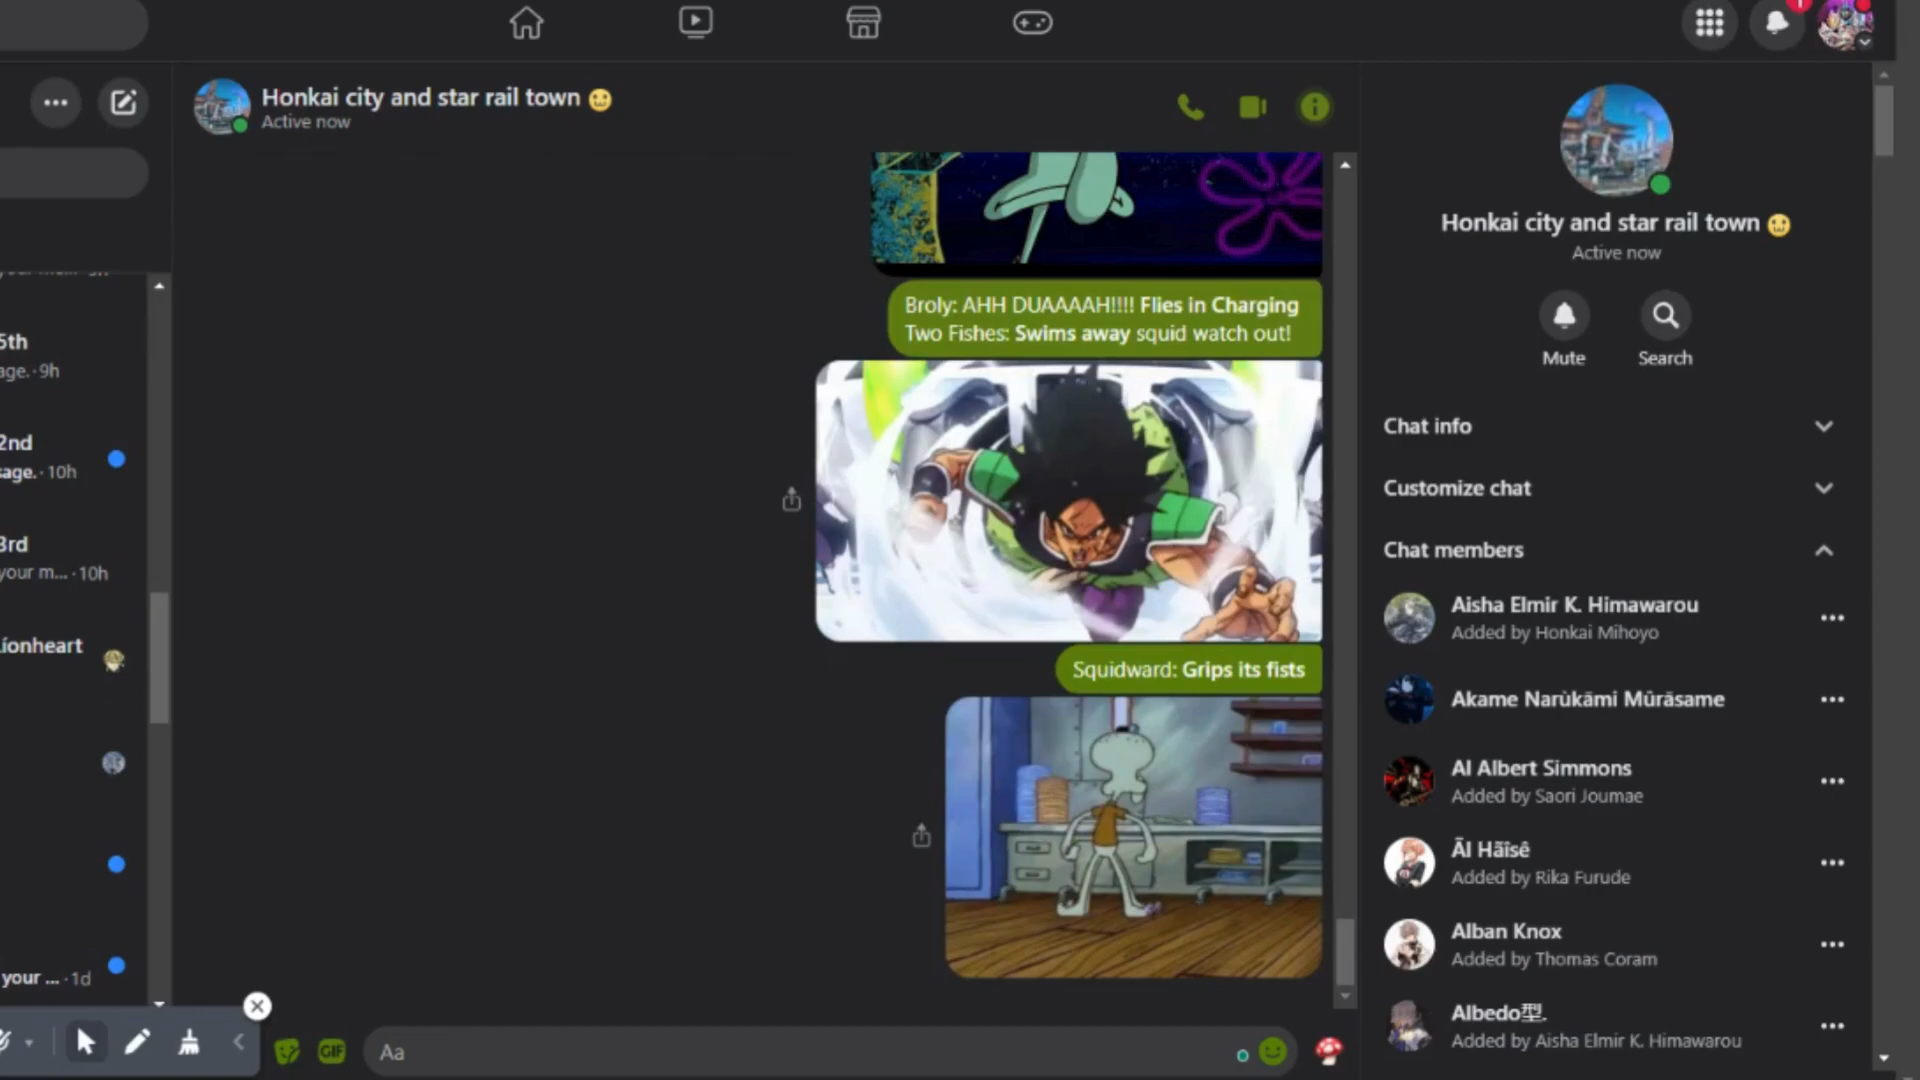 Honkai city and star rail town
Active now
5th
age. · 9h
2nd
sage. · 10h
3rd
your m... · 10h
ionheart
your ... · 1d
Broly: AHH DUAAAAH!!!! Flies in Charging
Two Fishes: Swims away squid watch out!
Squidward: Grips its fists
GIF
Aa
Honkai city and star rail town
Active now
Mute
Search
Chat info
Customize chat
Chat members
Aisha Elmir K. Himawarou
Added by Honkai Mihoyo
Akame Narùkāmi Mûrāsame
Al Albert Simmons
Added by Saori Joumae
Āl Hãîsê
Added by Rika Furude
Alban Knox
Added by Thomas Coram
Albedo型.
Added by Aisha Elmir K. Himawarou